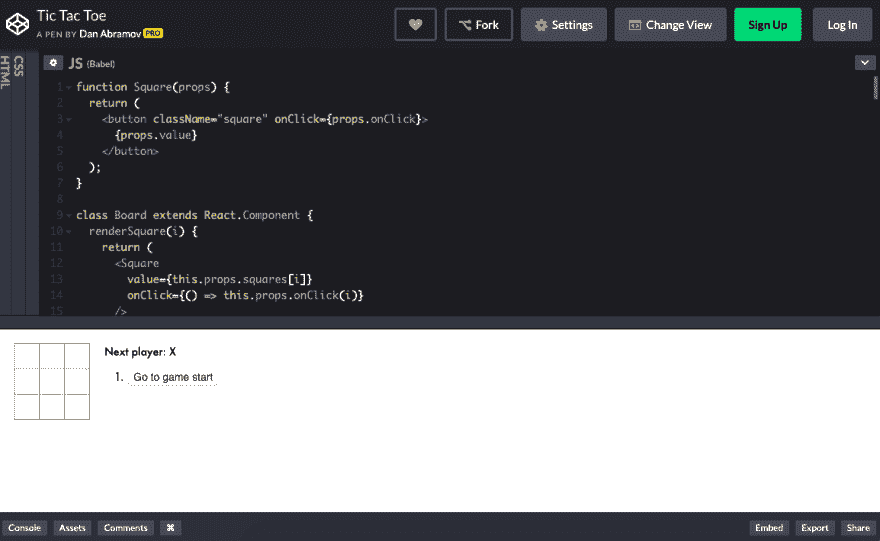 Tic Tac Toe
A PEN BY Dan Abramov PRO
Fork
Settings
Change View
Sign Up
Log In
HTML
CSS
JS (Babel)
1 function Square(props) {
2 return (
3 <button className="square" onClick={props.onClick}>
4 {props.value}
5 </button>
6 );
7 }
8
9 class Board extends React.Component {
10 renderSquare(i) {
11 return (
12 <Square
13 value={this.props.squares[i]}
14 onClick={() => this.props.onClick(i)}
15 />
Next player: X
1. Go to game start
Console
Assets
Comments
⌘
Embed
Export
Share